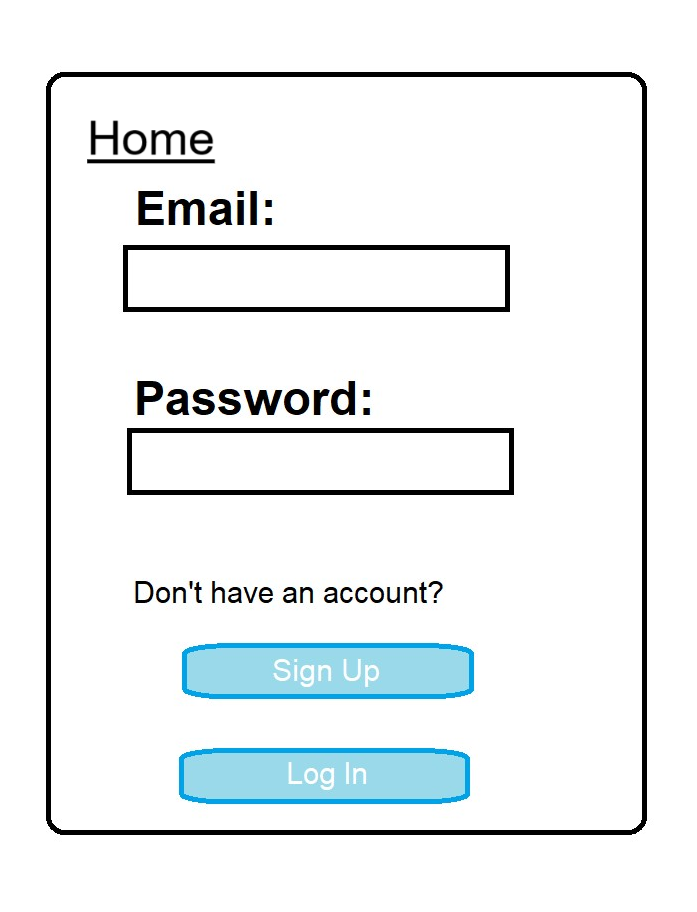 Home
Email:
Password:
Don't have an account?
Sign Up
Log In